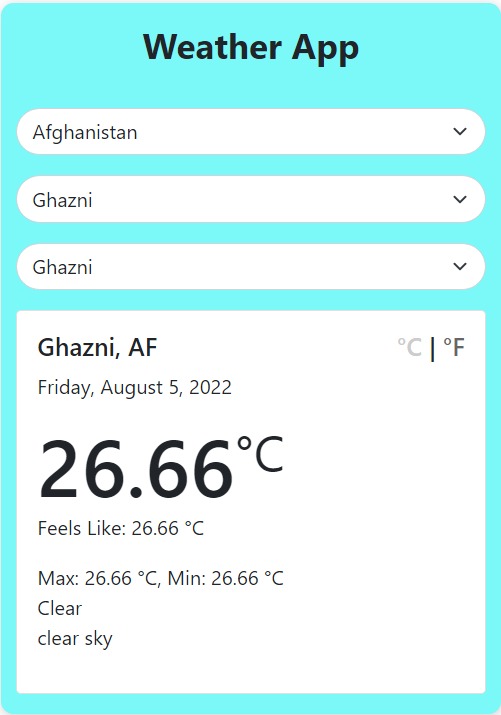 Weather App
Afghanistan
Ghazni
Ghazni
Ghazni, AF °C | °F
Friday, August 5, 2022
26.66°C
Feels Like: 26.66 °C
Max: 26.66 °C, Min: 26.66 °C
Clear
clear sky